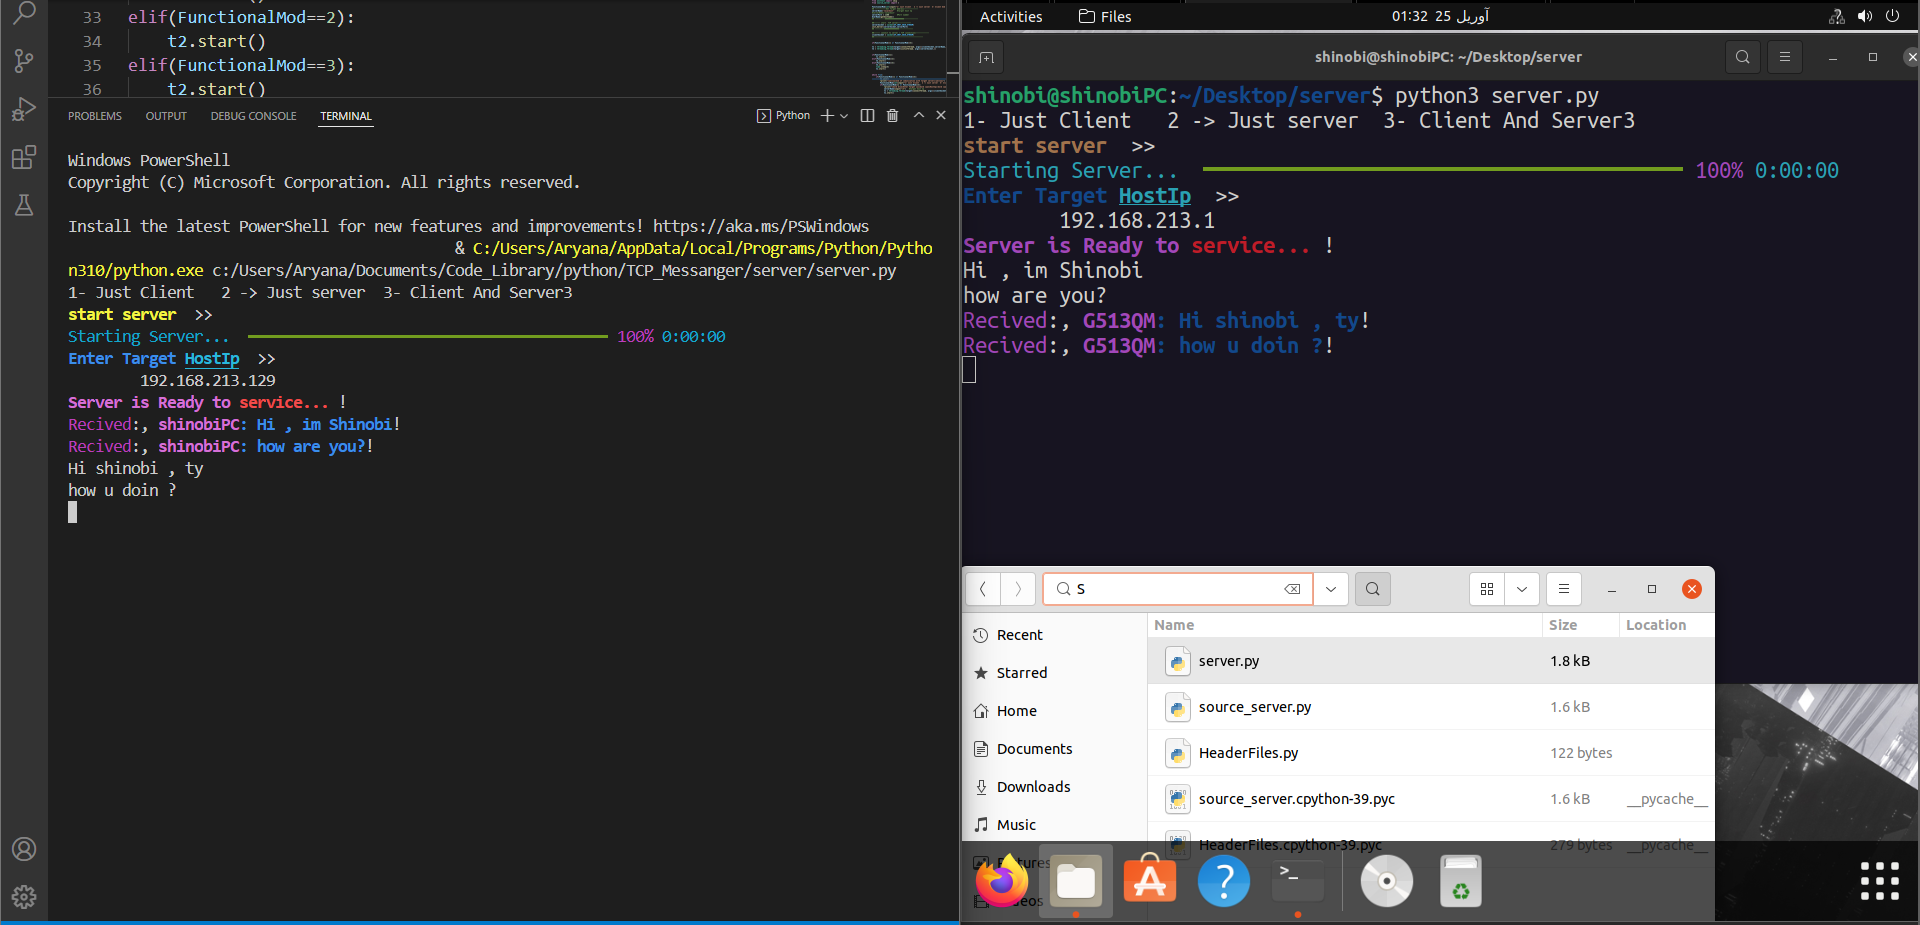 33 elif(FunctionalMod==2):
34 t2.start()
35 elif(FunctionalMod==3):
36 t2.start()
PROBLEMS OUTPUT DEBUG CONSOLE TERMINAL Python
Windows PowerShell
Copyright (C) Microsoft Corporation. All rights reserved.
Install the latest PowerShell for new features and improvements! https://aka.ms/PSWindows
& C:/Users/Aryana/AppData/Local/Programs/Python/Pytho
n310/python.exe c:/Users/Aryana/Documents/Code_Library/python/TCP_Messanger/server/server.py
1- Just Client 2 -> Just server 3- Client And Server3
start server >>
Starting Server... 100% 0:00:00
Enter Target HostIp >>
192.168.213.129
Server is Ready to service... !
Recived:, shinobiPC: Hi , im Shinobi!
Recived:, shinobiPC: how are you?!
Hi shinobi , ty
how u doin ?
Activities Files 01:32 25 آوریل
shinobi@shinobiPC: ~/Desktop/server
shinobi@shinobiPC:~/Desktop/server$ python3 server.py
1- Just Client 2 -> Just server 3- Client And Server3
start server >>
Starting Server... 100% 0:00:00
Enter Target HostIp >>
192.168.213.1
Server is Ready to service... !
Hi , im Shinobi
how are you?
Recived:, G513QM: Hi shinobi , ty!
Recived:, G513QM: how u doin ?!
S
Recent
Starred
Home
Documents
Downloads
Music
Name Size Location
server.py 1.8 kB
source_server.py 1.6 kB
HeaderFiles.py 122 bytes
source_server.cpython-39.pyc 1.6 kB __pycache__
HeaderFiles.cpython-39.pyc 279 bytes __pycache__